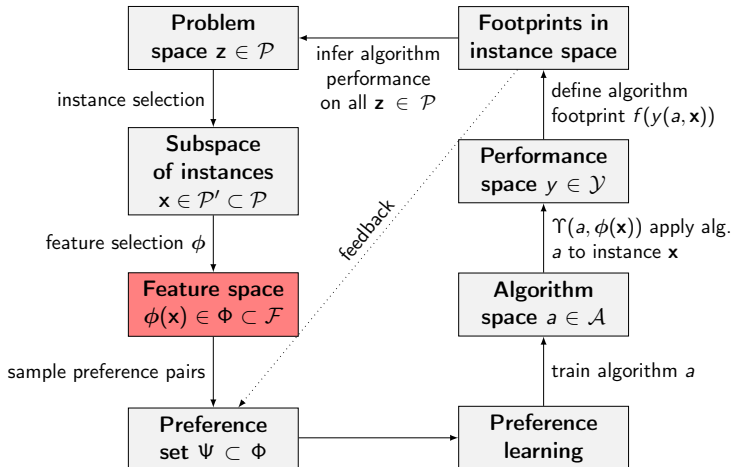 Problem
space z ∈ 𝒫
Footprints in
instance space
infer algorithm
performance
on all z ∈ 𝒫
instance selection
define algorithm
footprint f(y(a, x))
Subspace
of instances
x ∈ 𝒫′ ⊂ 𝒫
Performance
space y ∈ 𝒴
feedback
feature selection ϕ
ϒ(a, ϕ(x)) apply alg.
a to instance x
Feature space
ϕ(x) ∈ Φ ⊂ ℱ
Algorithm
space a ∈ 𝒜
sample preference pairs
train algorithm a
Preference
set Ψ ⊂ Φ
Preference
learning